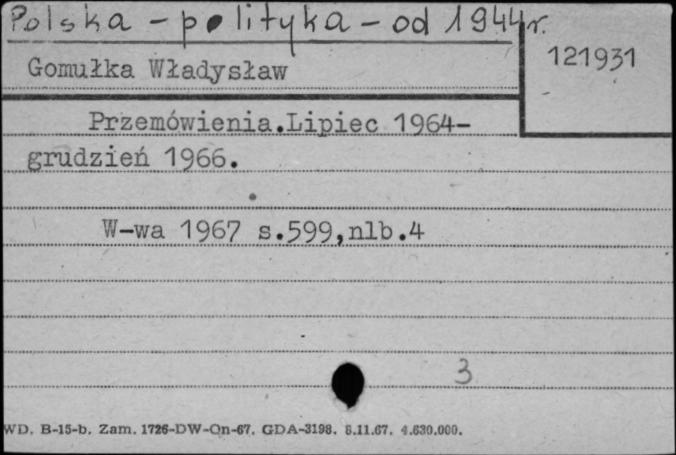 Polska - polityka - od 1944r.
121931
Gomułka Władysław
Przemówienia.Lipiec 1964-
grudzień 1966.
W-wa 1967 s.599,nlb.4
3
WD. B-15-b. Zam. 1726-DW-Qn-67. GDA-3198. 8.11.67. 4.630.000.